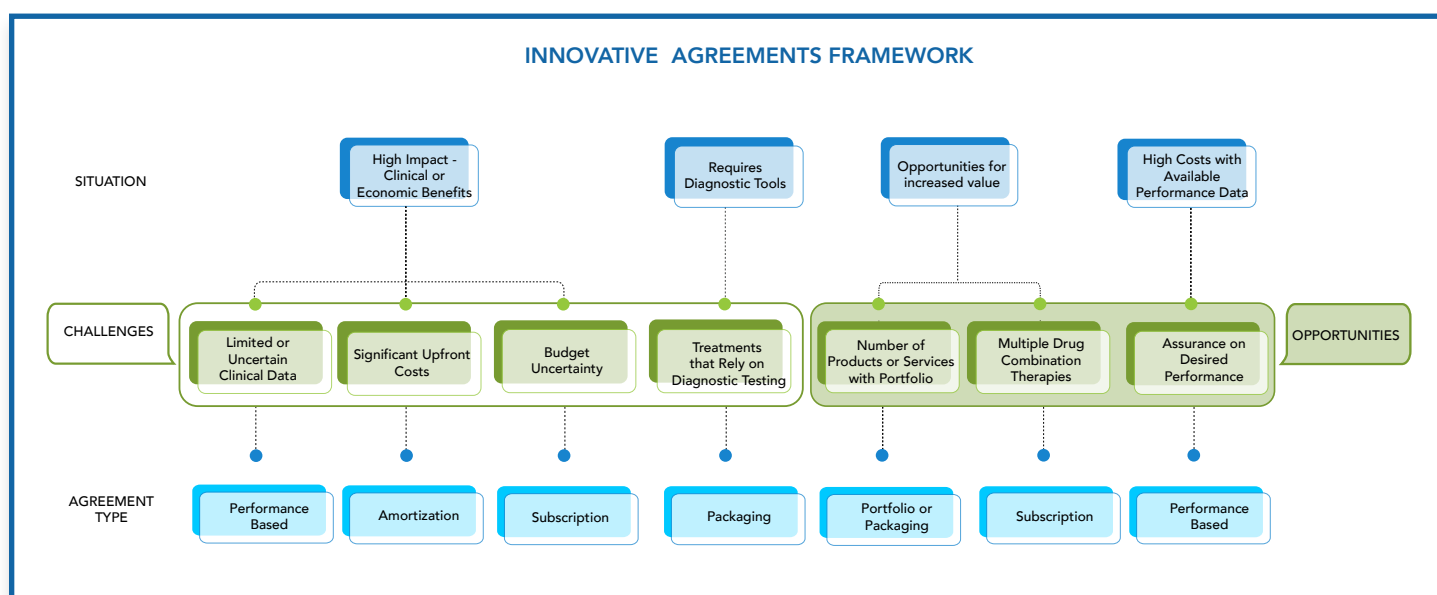 INNOVATIVE AGREEMENTS FRAMEWORK
SITUATION
High Impact -
Clinical or
Economic Benefits
Requires
Diagnostic Tools
Opportunities for
increased value
High Costs with
Available
Performance Data
CHALLENGES
Limited or
Uncertain
Clinical Data
Significant Upfront
Costs
Budget
Uncertainty
Treatments
that Rely on
Diagnostic Testing
Number of
Products or Services
with Portfolio
Multiple Drug
Combination
Therapies
Assurance on
Desired
Performance
OPPORTUNITIES
AGREEMENT
TYPE
Performance
Based
Amortization
Subscription
Packaging
Portfolio or
Packaging
Subscription
Performance
Based